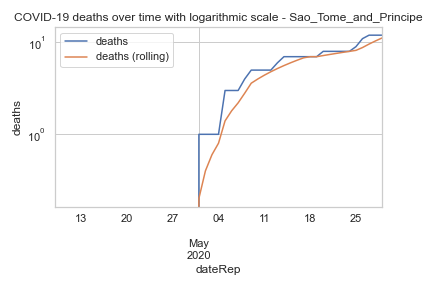 COVID-19 deaths over time with logarithmic scale - Sao_Tome_and_Principe
10¹
deaths
deaths (rolling)
deaths
10⁰
13 20 27 04 11 18 25
May
2020
dateRep